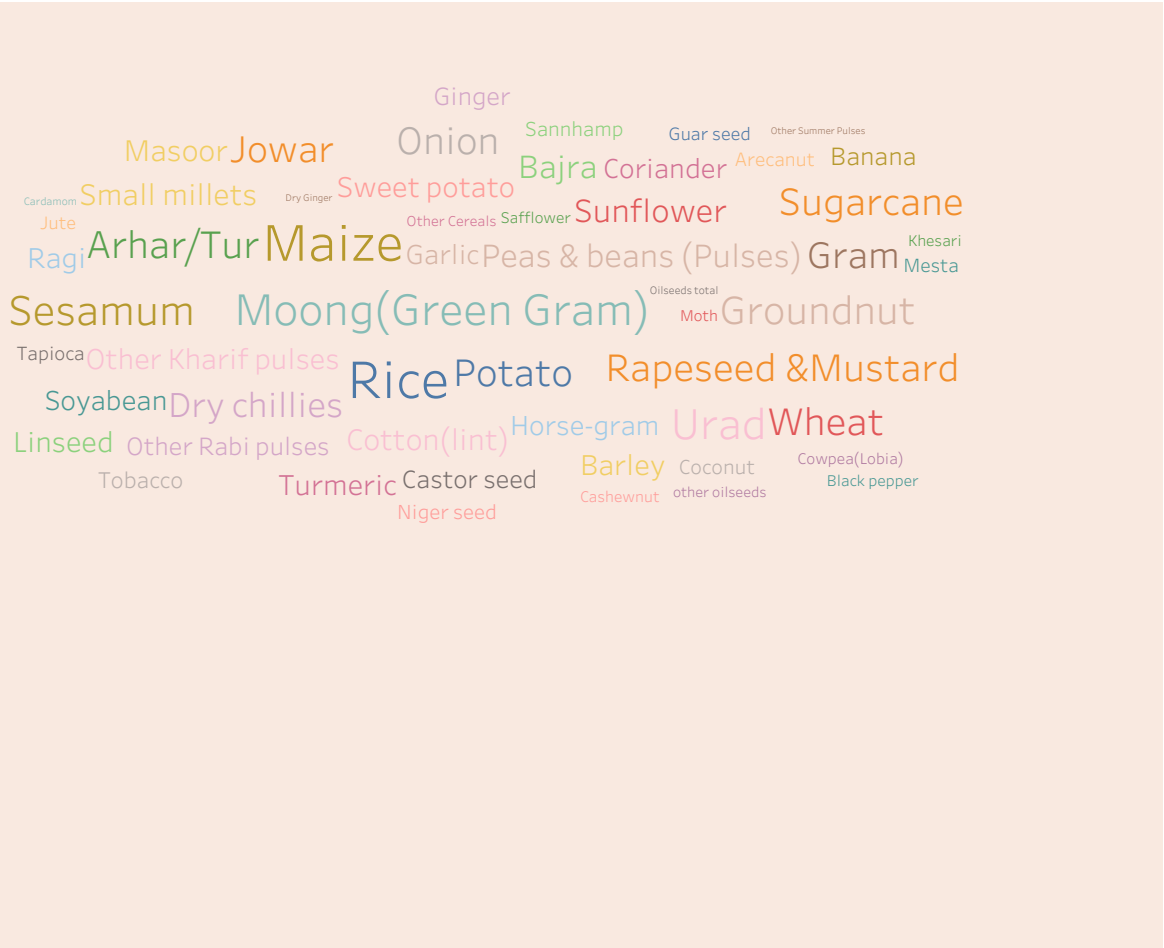 Ginger
Onion
Sannhamp
Guar seed
Other Summer Pulses
Masoor
Jowar
Bajra
Coriander
Arecanut
Banana
Cardamom
Small millets
Dry Ginger
Sweet potato
Sugarcane
Jute
Other Cereals
Safflower
Sunflower
Ragi
Arhar/Tur
Maize
Garlic
Peas & beans (Pulses)
Gram
Khesari
Mesta
Sesamum
Moong(Green Gram)
Oilseeds total
Moth
Groundnut
Tapioca
Other Kharif pulses
Rice
Potato
Rapeseed &Mustard
Soyabean
Dry chillies
Linseed
Other Rabi pulses
Cotton(lint)
Horse-gram
Urad
Wheat
Tobacco
Turmeric
Castor seed
Barley
Coconut
Cowpea(Lobia)
Black pepper
Niger seed
Cashewnut
other oilseeds